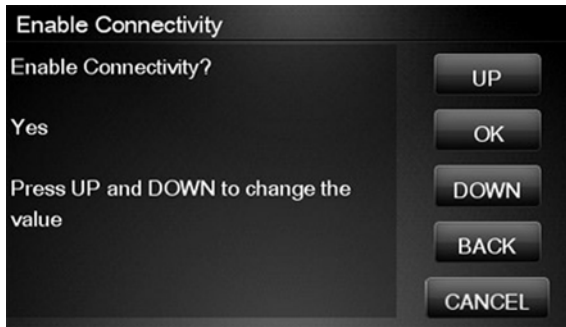 Enable Connectivity
Enable Connectivity?
UP
Yes
OK
Press UP and DOWN to change the
value
DOWN
BACK
CANCEL